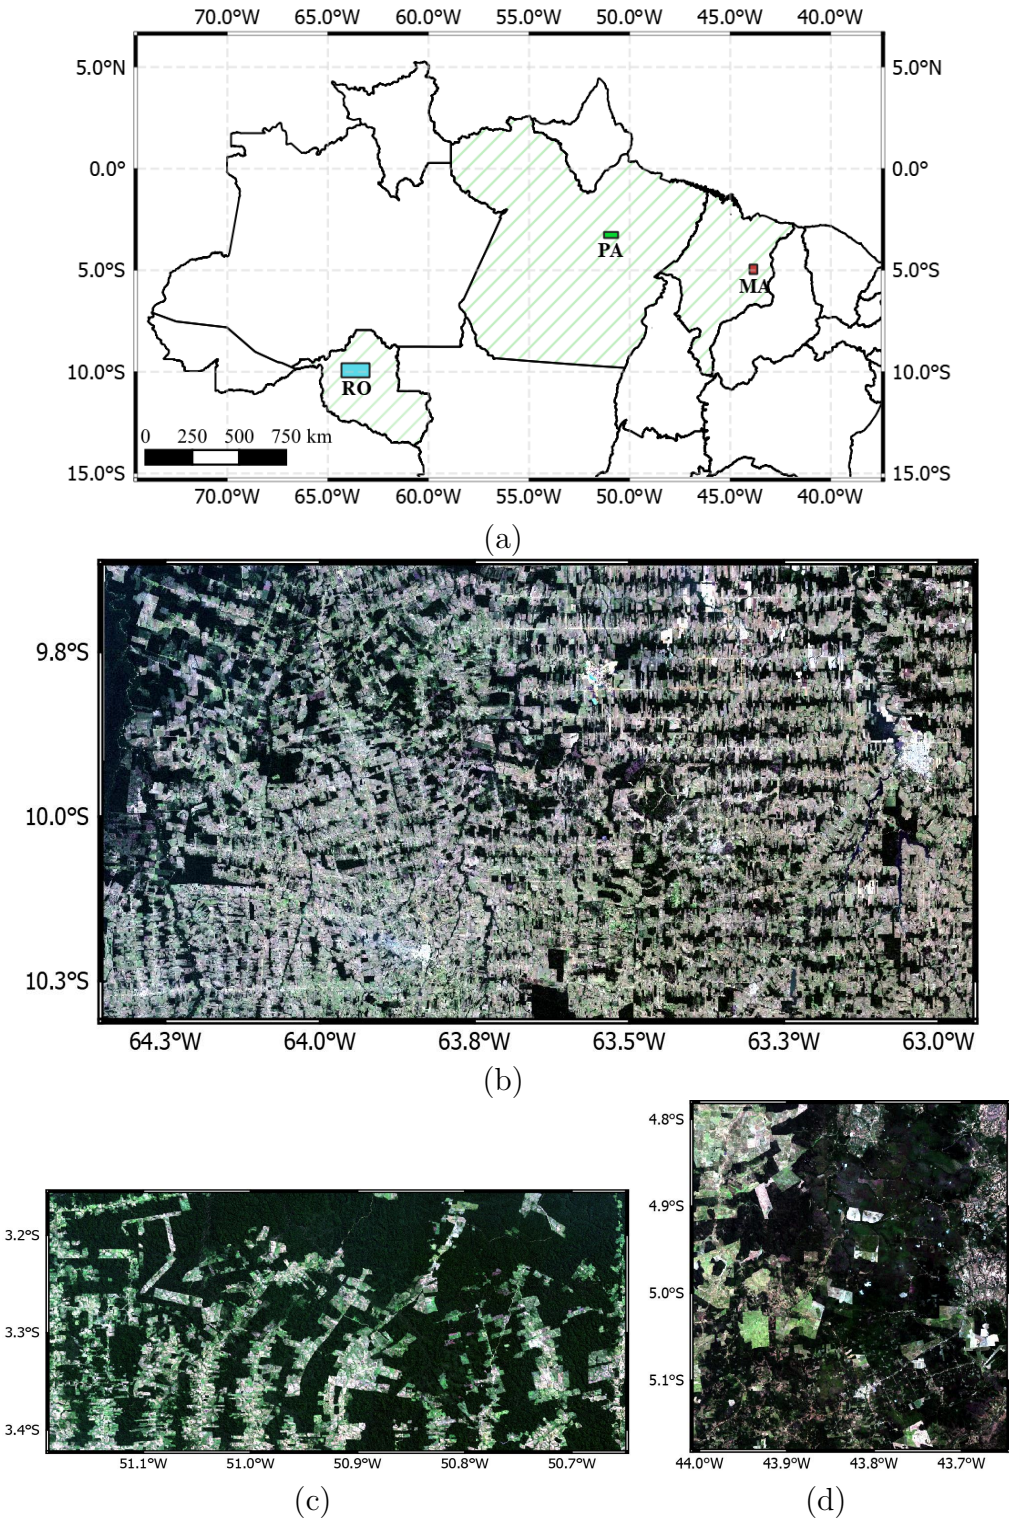 70.0°W 65.0°W 60.0°W 55.0°W 50.0°W 45.0°W 40.0°W
5.0°N 5.0°N
0.0° 0.0°
PA
5.0°S 5.0°S
MA
10.0°S 10.0°S
RO
0 250 500 750 km
15.0°S 15.0°S
70.0°W 65.0°W 60.0°W 55.0°W 50.0°W 45.0°W 40.0°W
(a)
9.8°S
10.0°S
10.3°S
64.3°W 64.0°W 63.8°W 63.5°W 63.3°W 63.0°W
(b)
3.2°S
3.3°S
3.4°S
51.1°W 51.0°W 50.9°W 50.8°W 50.7°W
(c)
4.8°S
4.9°S
5.0°S
5.1°S
44.0°W 43.9°W 43.8°W 43.7°W
(d)